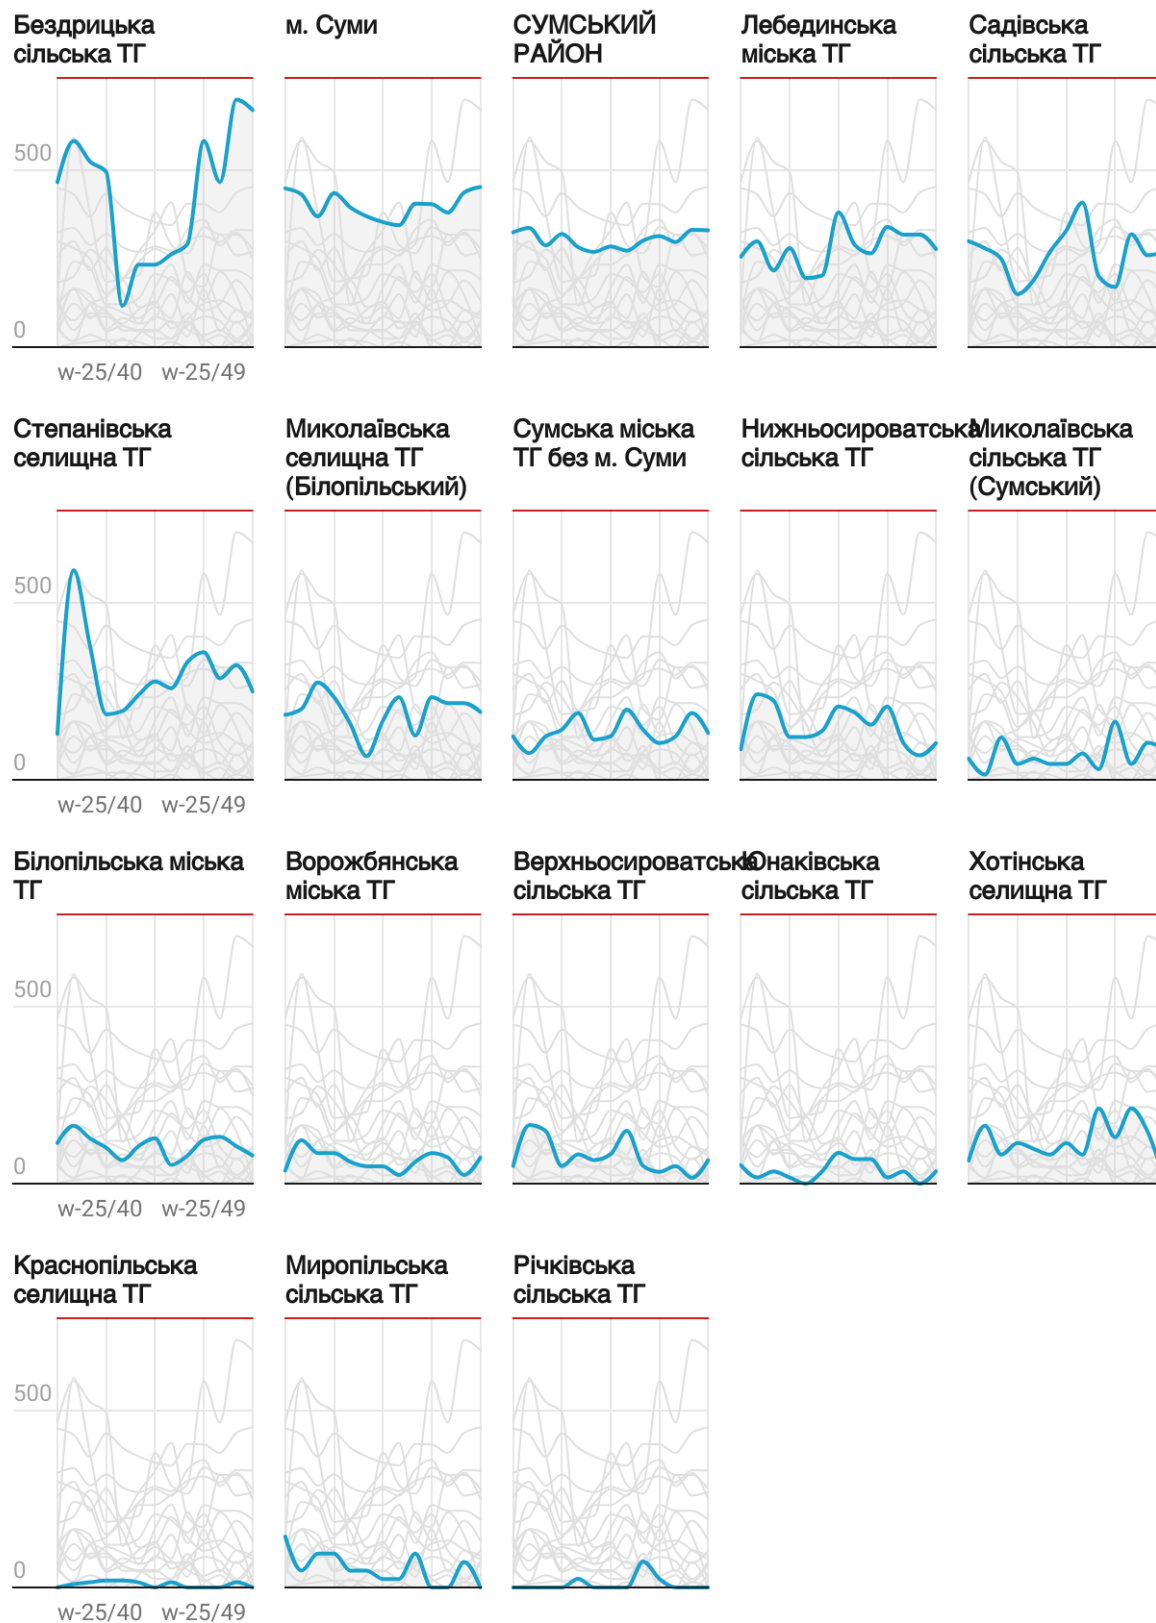 Бездрицька
сільська ТГ
м. Суми
СУМСЬКИЙ
РАЙОН
Лебединська
міська ТГ
Садівська
сільська ТГ
500
0
w-25/40 w-25/49
Степанівська
селищна ТГ
Миколаївська
селищна ТГ
(Білопільський)
Сумська міська
ТГ без м. Суми
Нижньосироватська
сільська ТГ
Миколаївська
сільська ТГ
(Сумський)
500
0
w-25/40 w-25/49
Білопільська міська
ТГ
Ворожбянська
міська ТГ
Верхньосироватська
сільська ТГ
Юнаківська
сільська ТГ
Хотінська
селищна ТГ
500
0
w-25/40 w-25/49
Краснопільська
селищна ТГ
Миропільська
сільська ТГ
Річківська
сільська ТГ
500
0
w-25/40 w-25/49